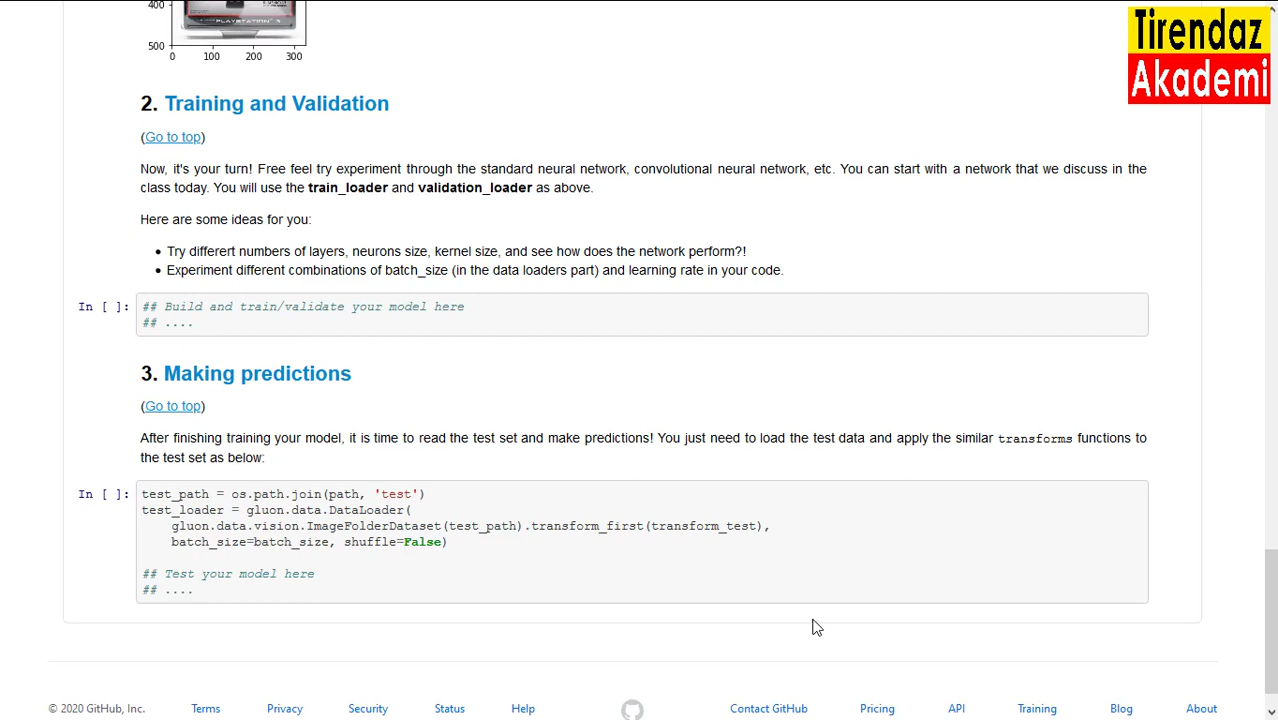 400
PLAYSTATION 3
500
0 100 200 300
Tirendaz
Akademi
2. Training and Validation
(Go to top)
Now, it's your turn! Free feel try experiment through the standard neural network, convolutional neural network, etc. You can start with a network that we discuss in the
class today. You will use the train_loader and validation_loader as above.
Here are some ideas for you:
• Try differert numbers of layers, neurons size, kernel size, and see how does the network perform?!
• Experiment different combinations of batch_size (in the data loaders part) and learning rate in your code.
In [ ]: ## Build and train/validate your model here
## ....
3. Making predictions
(Go to top)
After finishing training your model, it is time to read the test set and make predictions! You just need to load the test data and apply the similar transforms functions to
the test set as below:
In [ ]: test_path = os.path.join(path, 'test')
test_loader = gluon.data.DataLoader(
gluon.data.vision.ImageFolderDataset(test_path).transform_first(transform_test),
batch_size=batch_size, shuffle=False)
## Test your model here
## ....
© 2020 GitHub, Inc. Terms Privacy Security Status Help Contact GitHub Pricing API Training Blog About